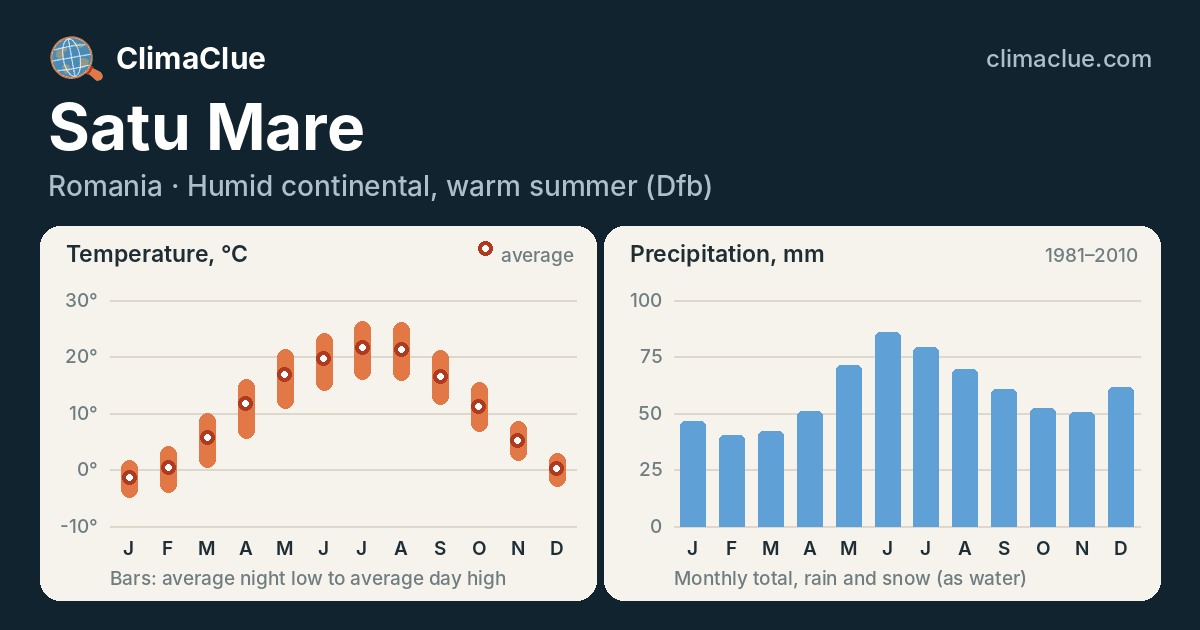 ClimaClue
climaclue.com
Satu Mare
Romania · Humid continental, warm summer (Dfb)
Temperature, °C
average
30°
20°
10°
0°
-10°
J F M A M J J A S O N D
Bars: average night low to average day high
Precipitation, mm
1981–2010
100
75
50
25
0
J F M A M J J A S O N D
Monthly total, rain and snow (as water)